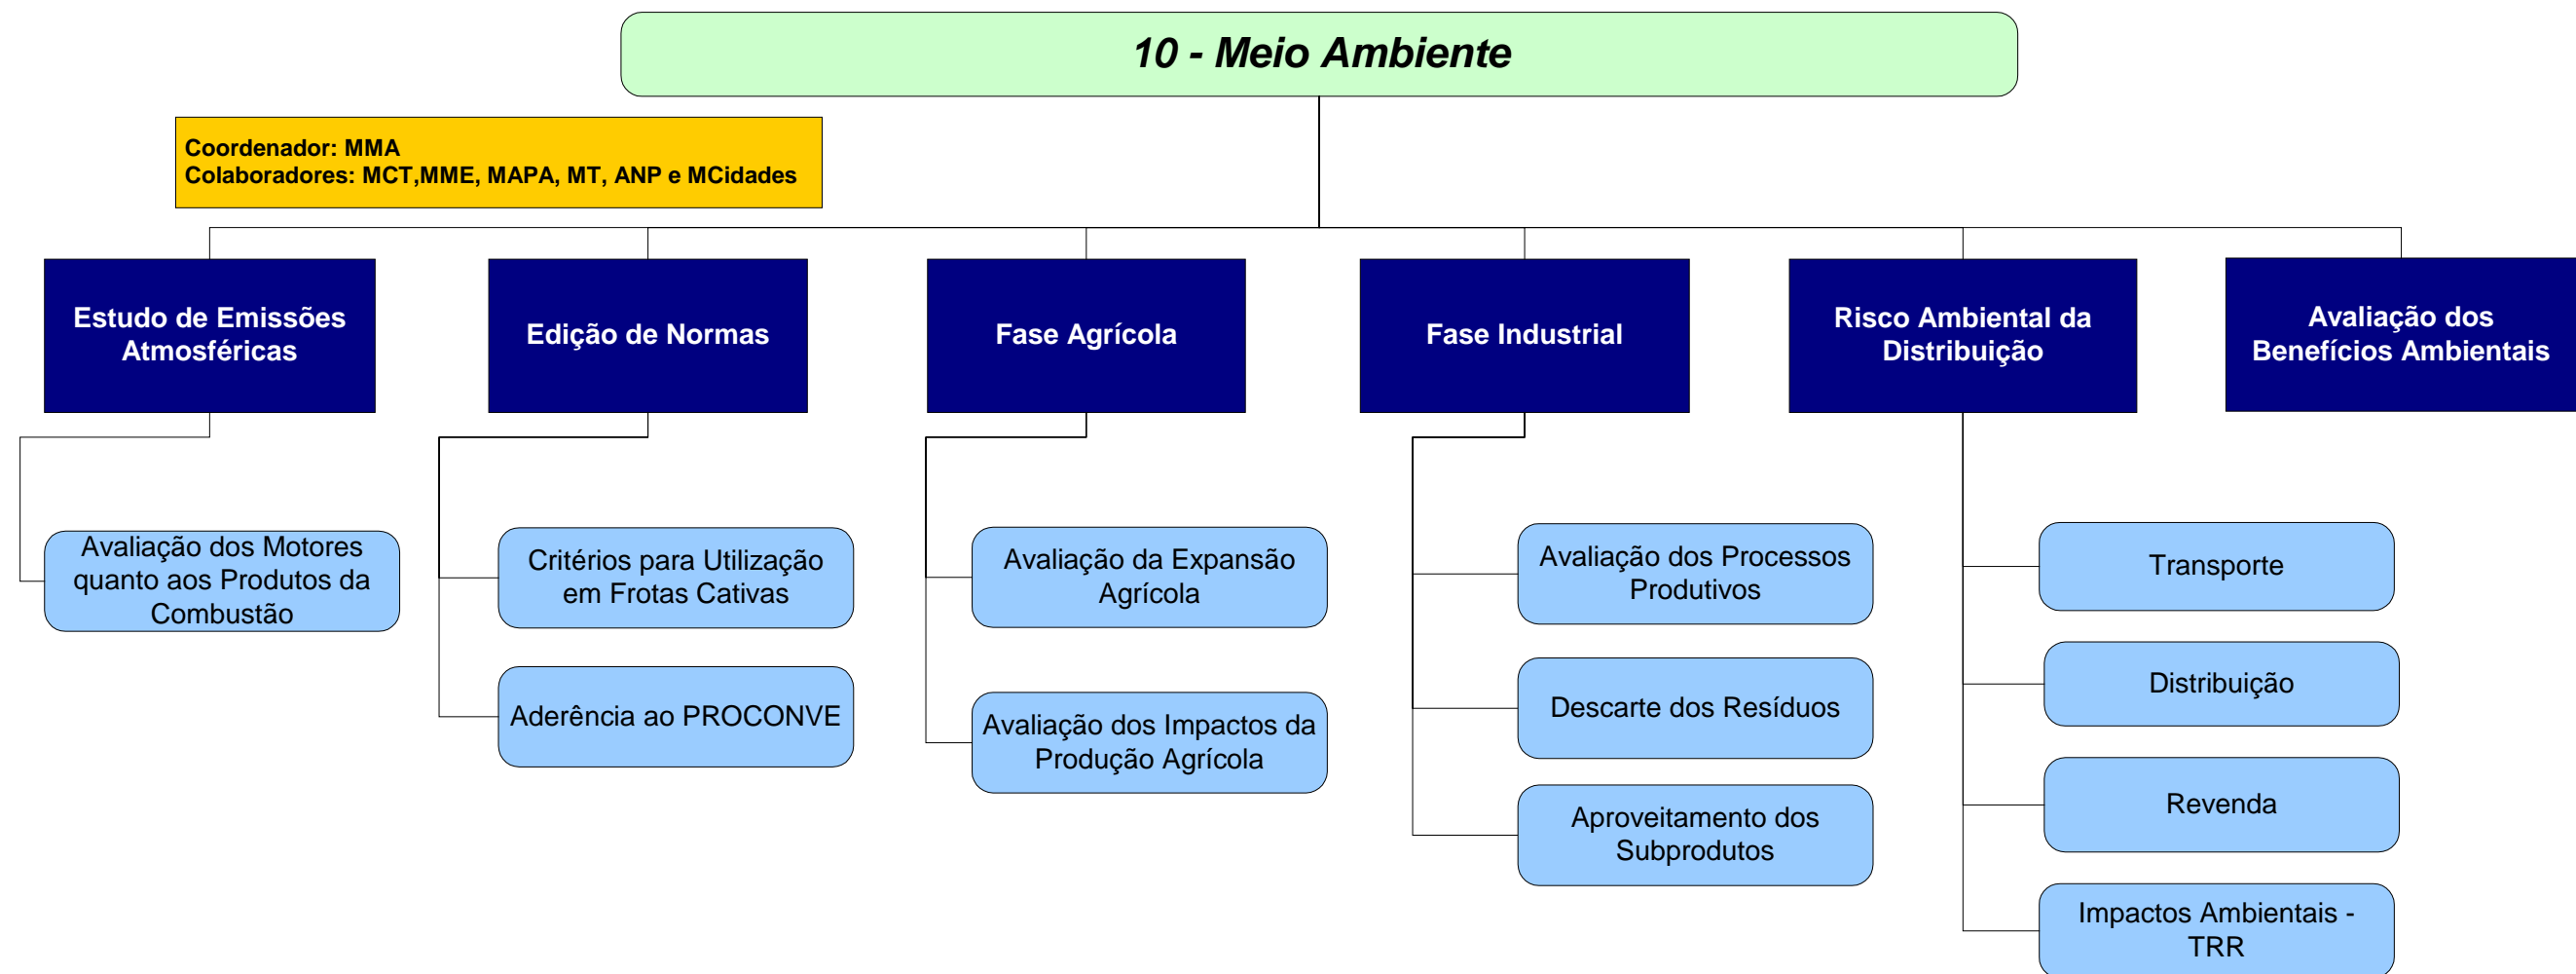 10 - Meio Ambiente
Coordenador: MMA
Colaboradores: MCT,MME, MAPA, MT, ANP e MCidades
Estudo de Emissões
Atmosféricas
Edição de Normas
Fase Agrícola
Fase Industrial
Risco Ambiental da
Distribuição
Avaliação dos
Benefícios Ambientais
Avaliação dos Motores
quanto aos Produtos da
Combustão
Critérios para Utilização
em Frotas Cativas
Aderência ao PROCONVE
Avaliação da Expansão
Agrícola
Avaliação dos Impactos da
Produção Agrícola
Avaliação dos Processos
Produtivos
Descarte dos Resíduos
Aproveitamento dos
Subprodutos
Transporte
Distribuição
Revenda
Impactos Ambientais -
TRR